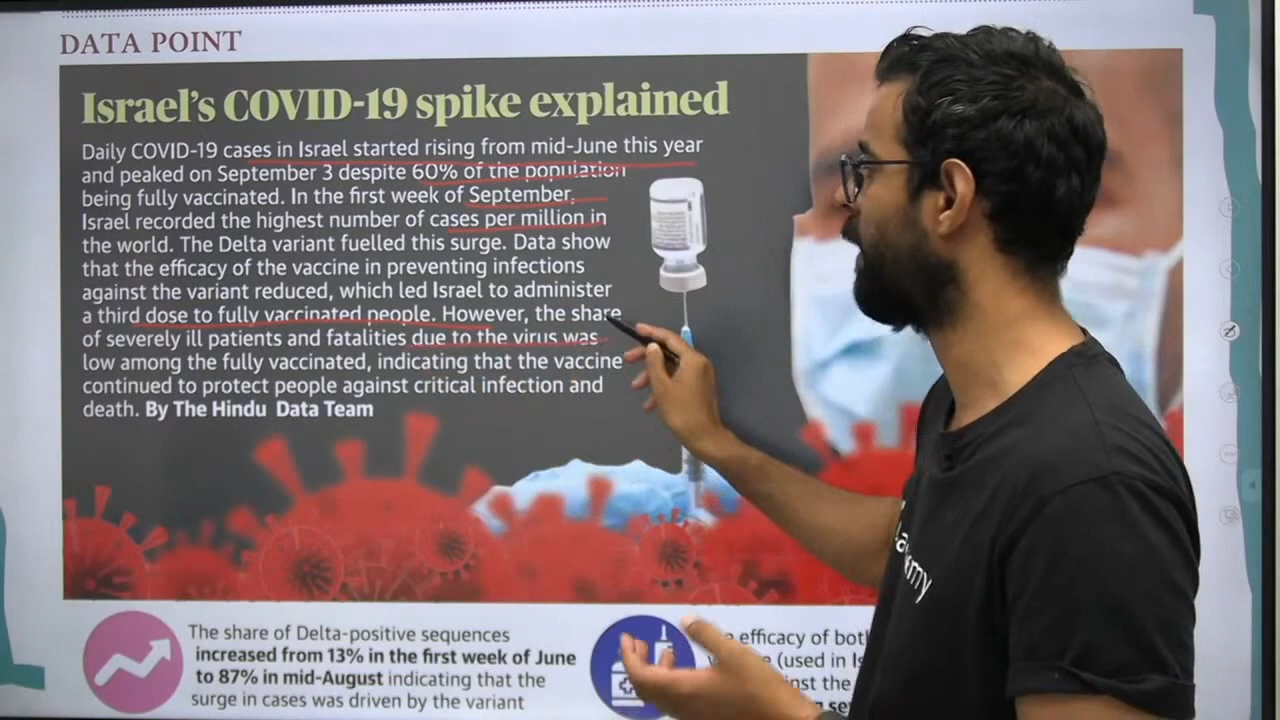 DATA POINT
Israel's COVID-19 spike explained
Daily COVID-19 cases in Israel started rising from mid-June this year
and peaked on September 3 despite 60% of the population
being fully vaccinated. In the first week of September,
Israel recorded the highest number of cases per million in
the world. The Delta variant fuelled this surge. Data show
that the efficacy of the vaccine in preventing infections
against the variant reduced, which led Israel to administer
a third dose to fully vaccinated people. However, the share
of severely ill patients and fatalities due to the virus was
low among the fully vaccinated, indicating that the vaccine
continued to protect people against critical infection and
death. By The Hindu Data Team
The share of Delta-positive sequences
increased from 13% in the first week of June
to 87% in mid-August indicating that the
surge in cases was driven by the variant
efficacy of
(used in
the